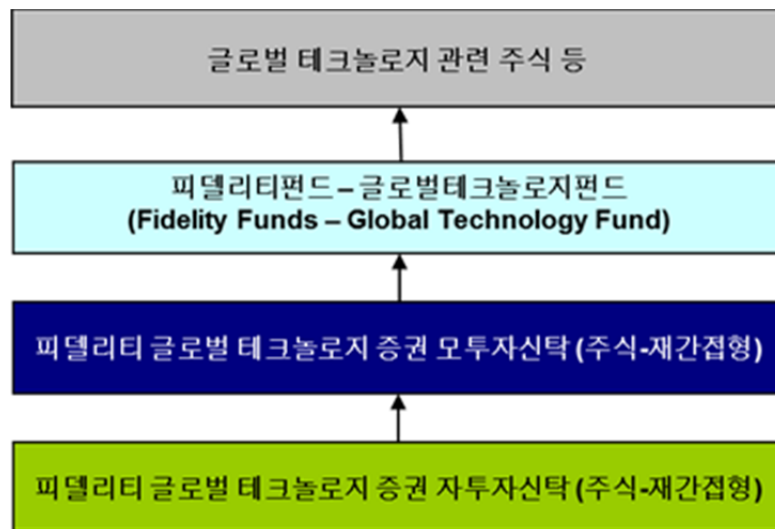 글로벌 테크놀로지 관련 주식 등
피델리티펀드 – 글로벌테크놀로지펀드
(Fidelity Funds – Global Technology Fund)
피델리티 글로벌 테크놀로지 증권 모투자신탁 (주식-재간접형)
피델리티 글로벌 테크놀로지 증권 자투자신탁 (주식-재간접형)